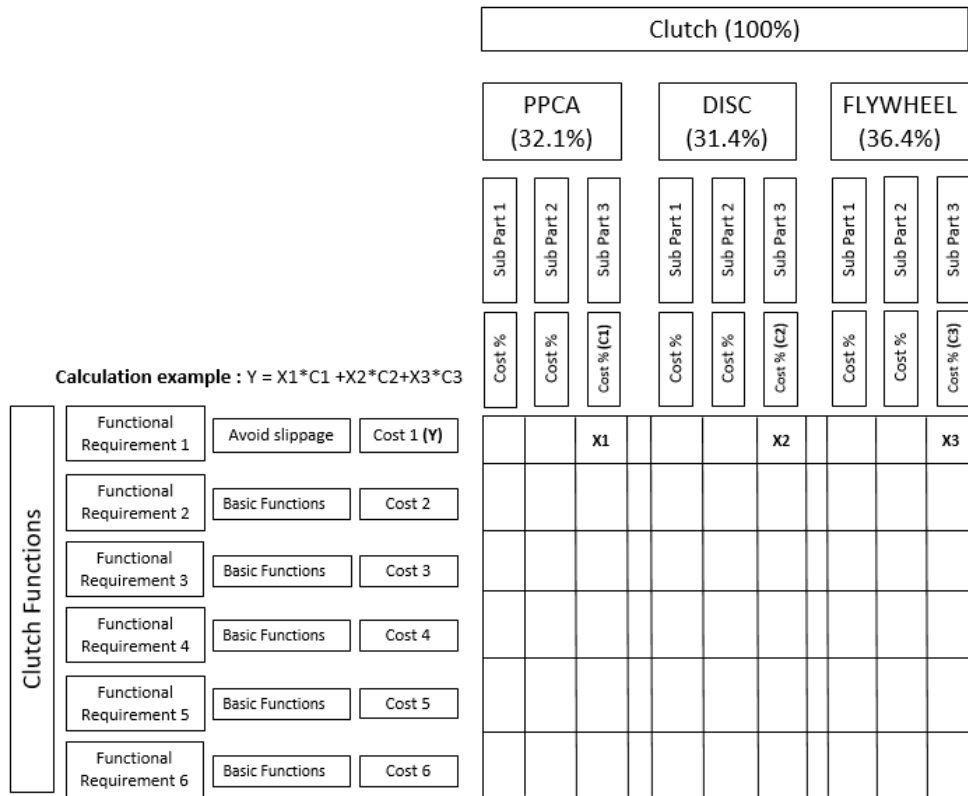 Clutch (100%)
PPCA
(32.1%)
DISC
(31.4%)
FLYWHEEL
(36.4%)
Sub Part 1
Sub Part 2
Sub Part 3
Sub Part 1
Sub Part 2
Sub Part 3
Sub Part 1
Sub Part 2
Sub Part 3
Cost %
Cost %
Cost % (C1)
Cost %
Cost %
Cost % (C2)
Cost %
Cost %
Cost % (C3)
Calculation example : Y = X1*C1 +X2*C2+X3*C3
Clutch Functions
Functional
Requirement 1
Avoid slippage
Cost 1 (Y)
X1
X2
X3
Functional
Requirement 2
Basic Functions
Cost 2
Functional
Requirement 3
Basic Functions
Cost 3
Functional
Requirement 4
Basic Functions
Cost 4
Functional
Requirement 5
Basic Functions
Cost 5
Functional
Requirement 6
Basic Functions
Cost 6